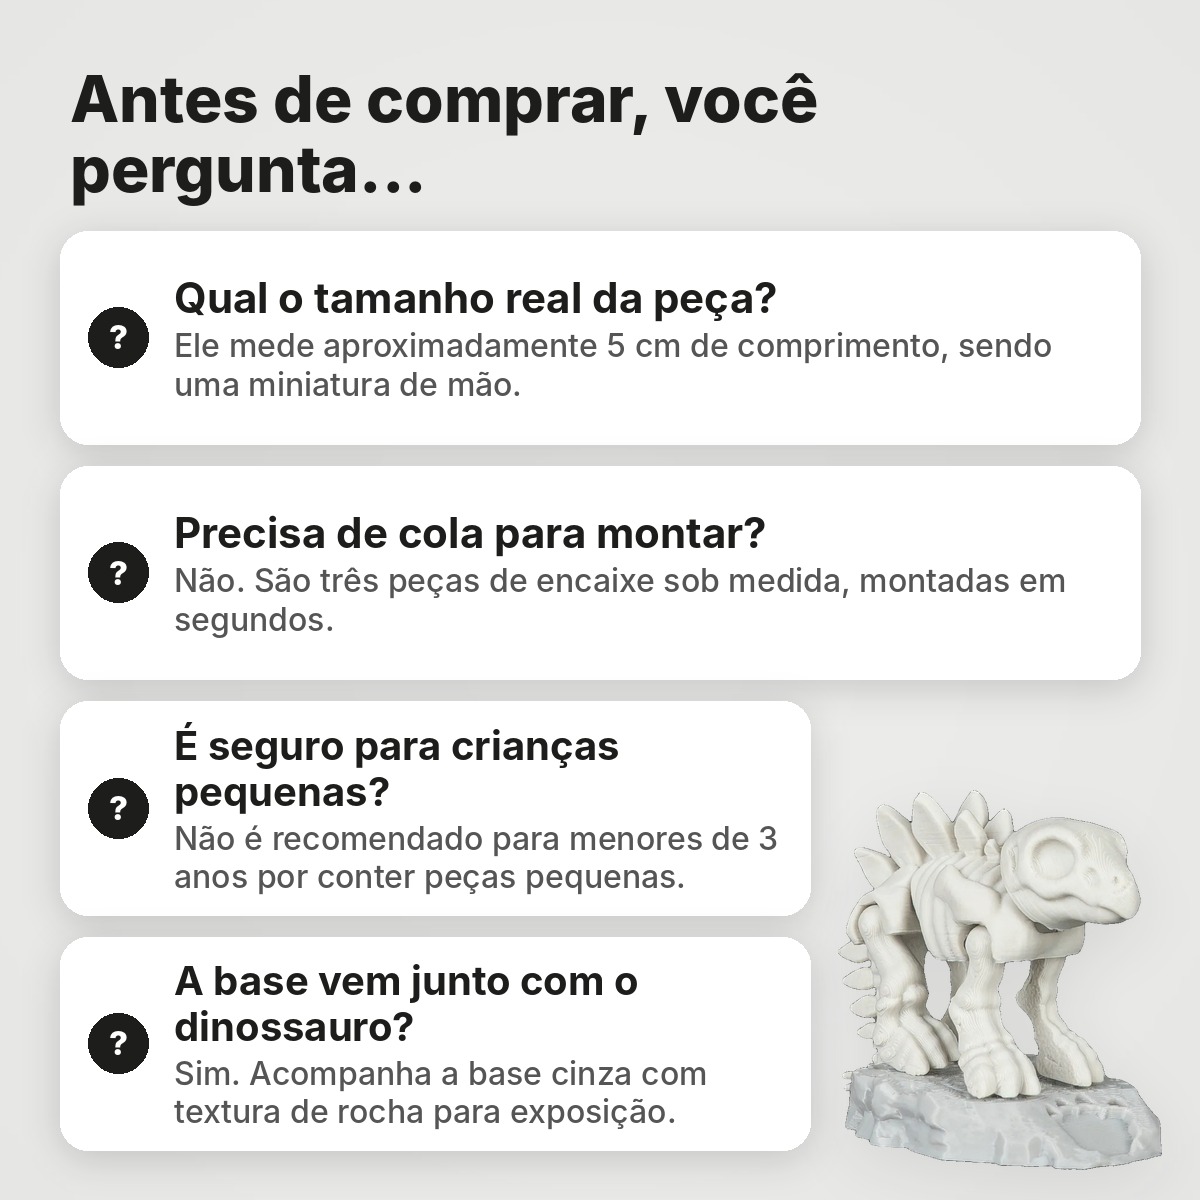 Antes de comprar, você
pergunta...
?
Qual o tamanho real da peça?
Ele mede aproximadamente 5 cm de comprimento, sendo
uma miniatura de mão.
?
Precisa de cola para montar?
Não. São três peças de encaixe sob medida, montadas em
segundos.
?
É seguro para crianças
pequenas?
Não é recomendado para menores de 3
anos por conter peças pequenas.
?
A base vem junto com o
dinossauro?
Sim. Acompanha a base cinza com
textura de rocha para exposição.